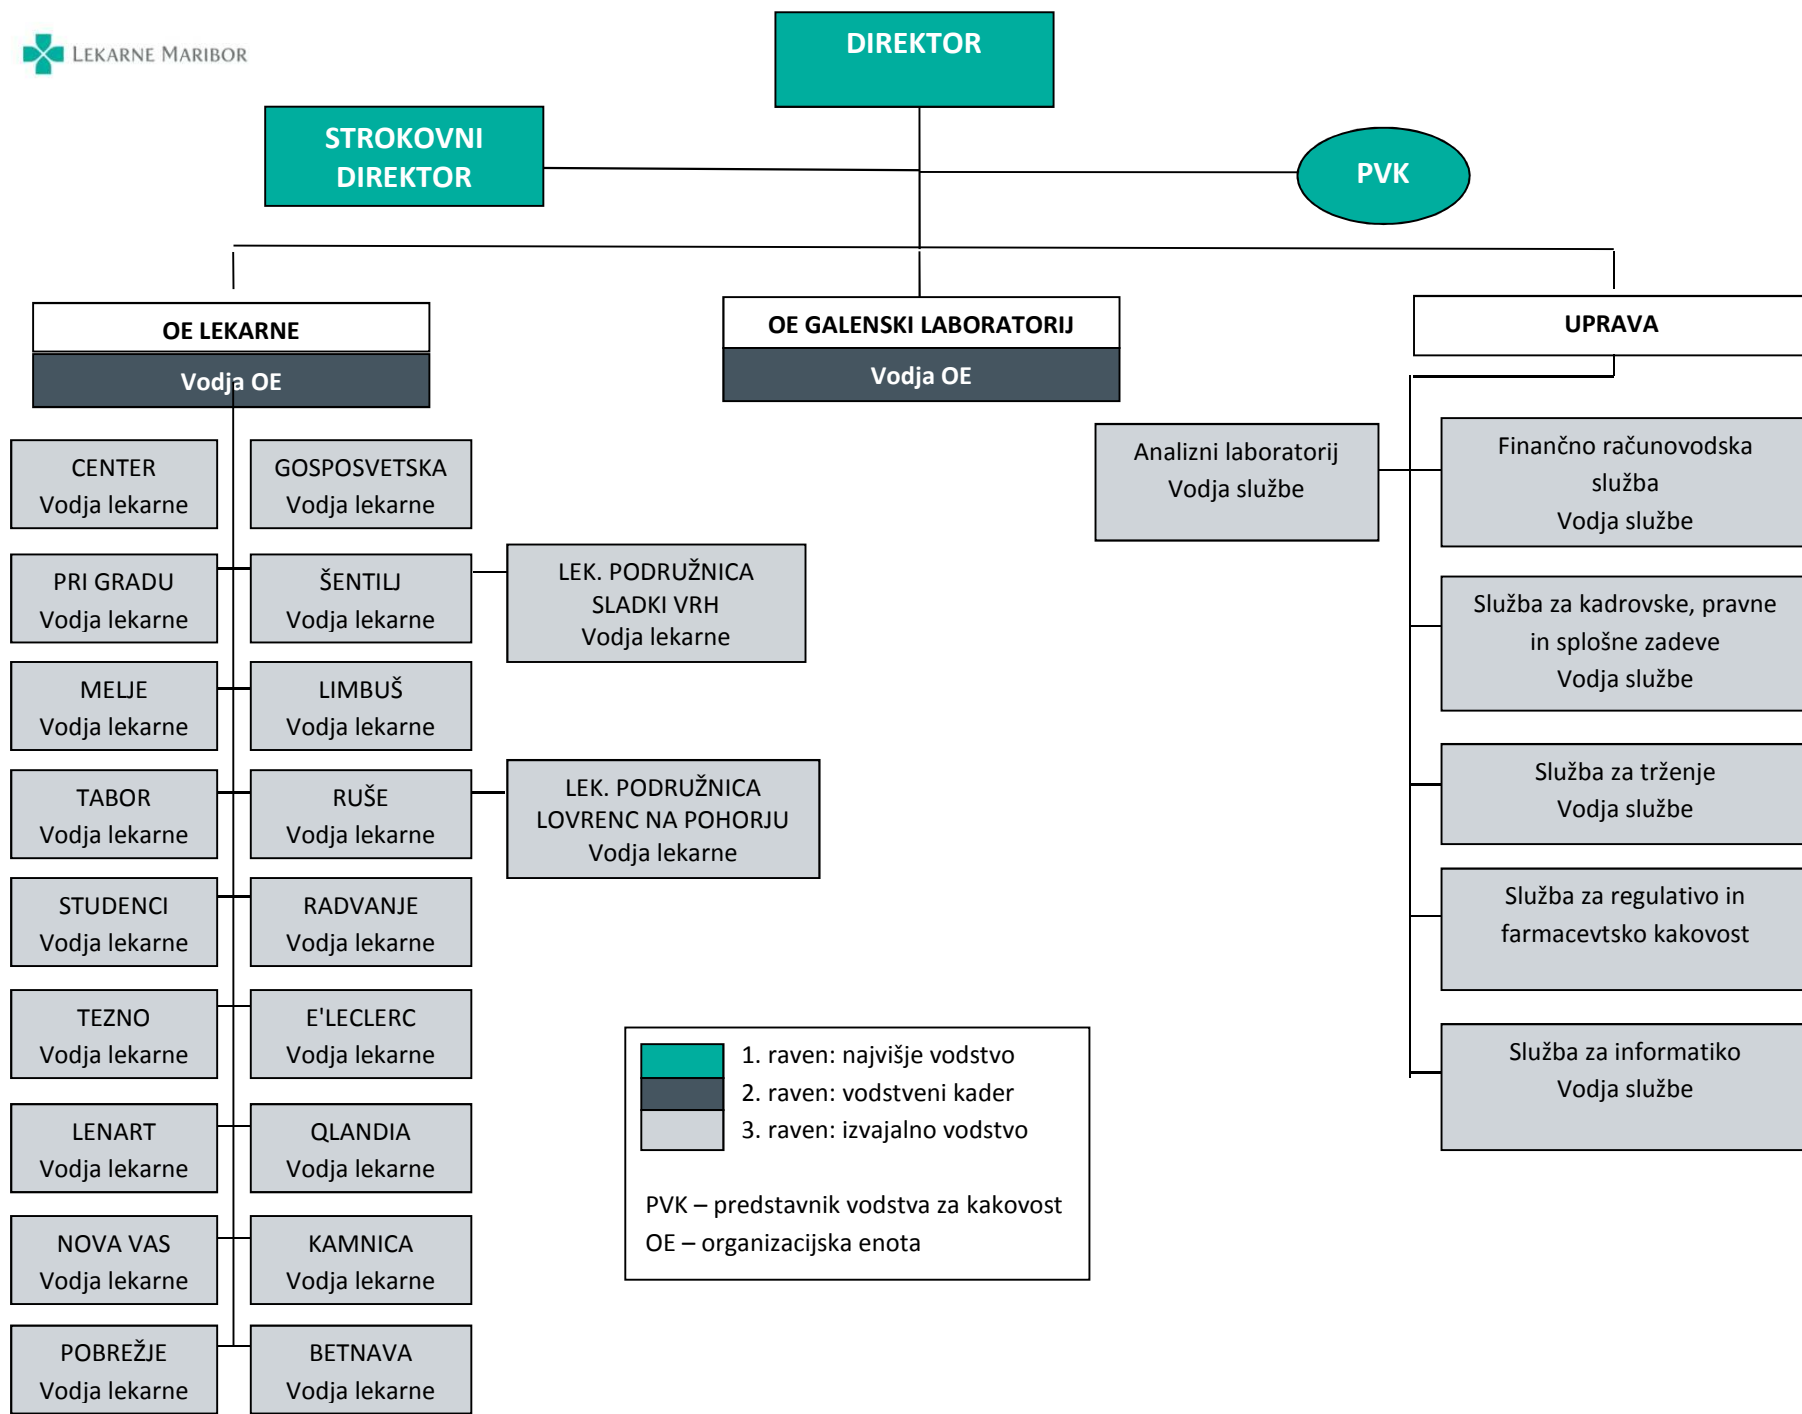 LEKARNE MARIBOR
DIREKTOR
STROKOVNI
DIREKTOR
PVK
OE LEKARNE
Vodja OE
OE GALENSKI LABORATORIJ
Vodja OE
UPRAVA
CENTER
Vodja lekarne
GOSPOSVETSKA
Vodja lekarne
PRI GRADU
Vodja lekarne
ŠENTILJ
Vodja lekarne
LEK. PODRUŽNICA
SLADKI VRH
Vodja lekarne
MELJE
Vodja lekarne
LIMBUŠ
Vodja lekarne
TABOR
Vodja lekarne
RUŠE
Vodja lekarne
LEK. PODRUŽNICA
LOVRENC NA POHORJU
Vodja lekarne
STUDENCI
Vodja lekarne
RADVANJE
Vodja lekarne
TEZNO
Vodja lekarne
E'LECLERC
Vodja lekarne
LENART
Vodja lekarne
QLANDIA
Vodja lekarne
NOVA VAS
Vodja lekarne
KAMNICA
Vodja lekarne
POBREŽJE
Vodja lekarne
BETNAVA
Vodja lekarne
Analizni laboratorij
Vodja službe
Finančno računovodska
služba
Vodja službe
Služba za kadrovske, pravne
in splošne zadeve
Vodja službe
Služba za trženje
Vodja službe
Služba za regulativo in
farmacevtsko kakovost
Služba za informatiko
Vodja službe
1. raven: najvišje vodstvo
2. raven: vodstveni kader
3. raven: izvajalno vodstvo
PVK – predstavnik vodstva za kakovost
OE – organizacijska enota